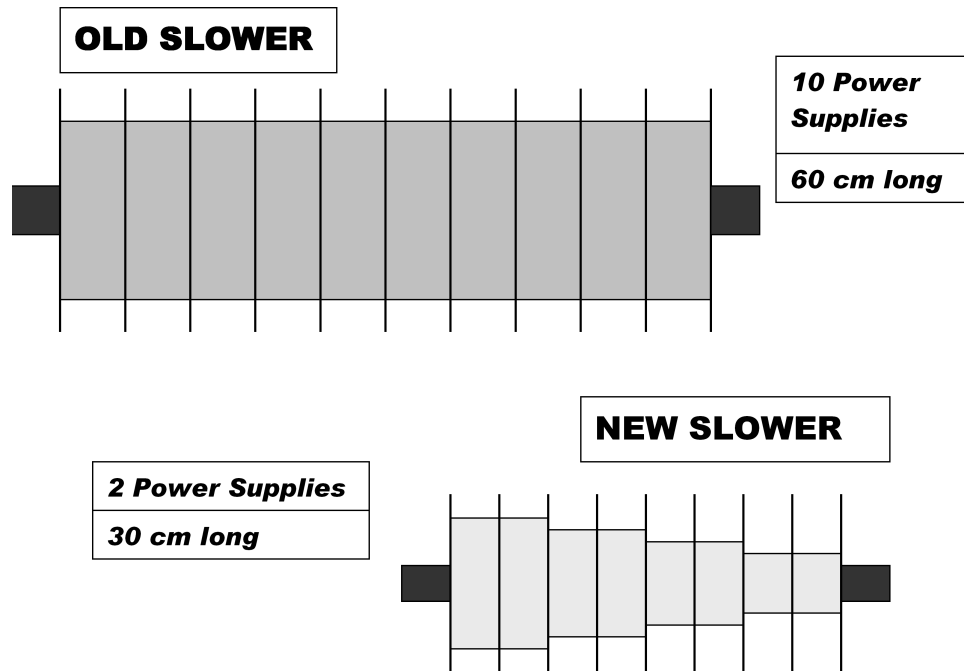 OLD SLOWER
10 Power
Supplies
60 cm long
NEW SLOWER
2 Power Supplies
30 cm long